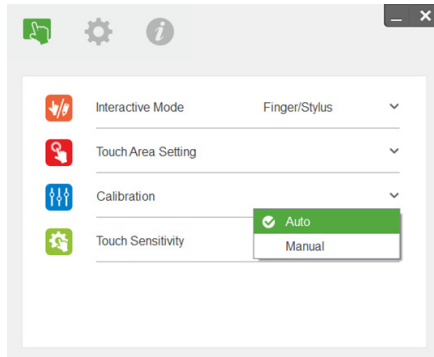 Interactive Mode Finger/Stylus
Touch Area Setting
Calibration
Auto
Touch Sensitivity
Manual